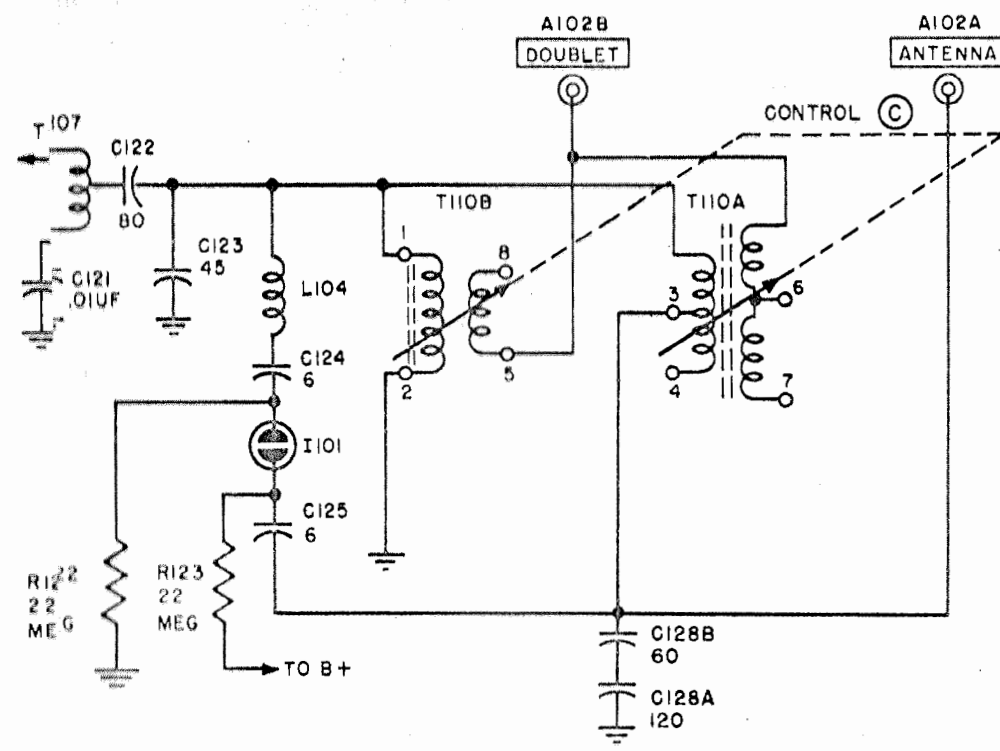 A102B
DOUBLET
A102A
ANTENNA
CONTROL C
T107
C122
80
C123
45
C121
.01UF
L104
T110B
1
2
8
5
T110A
3
4
6
7
C124
6
I101
C125
6
R122
22
MEG
R123
22
MEG
TO B+
C128B
60
C128A
120